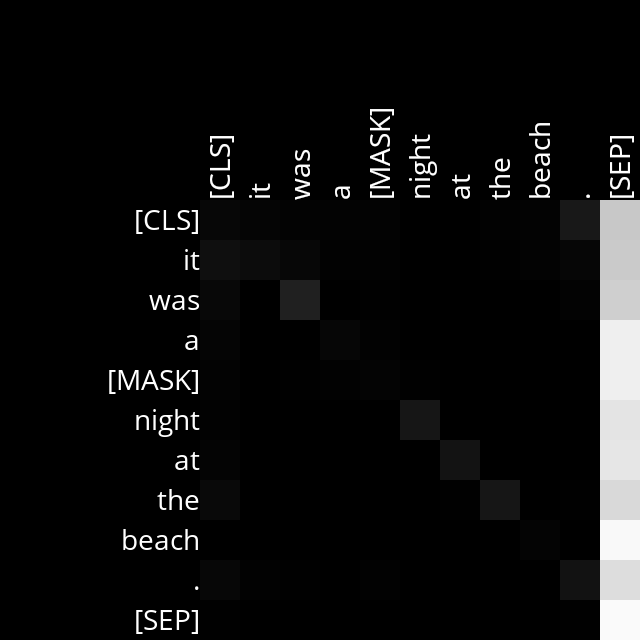 [CLS] it was a [MASK] night at the beach . [SEP]
[CLS]
it
was
a
[MASK]
night
at
the
beach
.
[SEP]